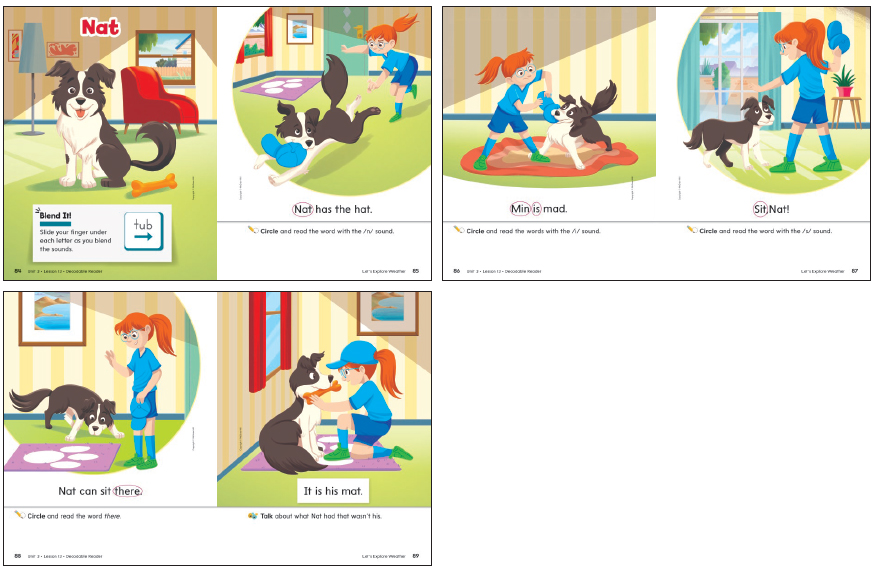 Nat
Blend It!
Slide your finger under
each letter as you blend
the sounds.
tub
84 Unit 3 • Lesson 13 • Decodable Reader
Nat has the hat.
Circle and read the word with the /n/ sound.
Let's Explore Weather 85
Min is mad.
Circle and read the words with the /i/ sound.
86 Unit 3 • Lesson 13 • Decodable Reader
Sit, Nat!
Circle and read the word with the /s/ sound.
Let's Explore Weather 87
Nat can sit there.
Circle and read the word there.
88 Unit 3 • Lesson 13 • Decodable Reader
It is his mat.
Talk about what Nat had that wasn't his.
Let's Explore Weather 89